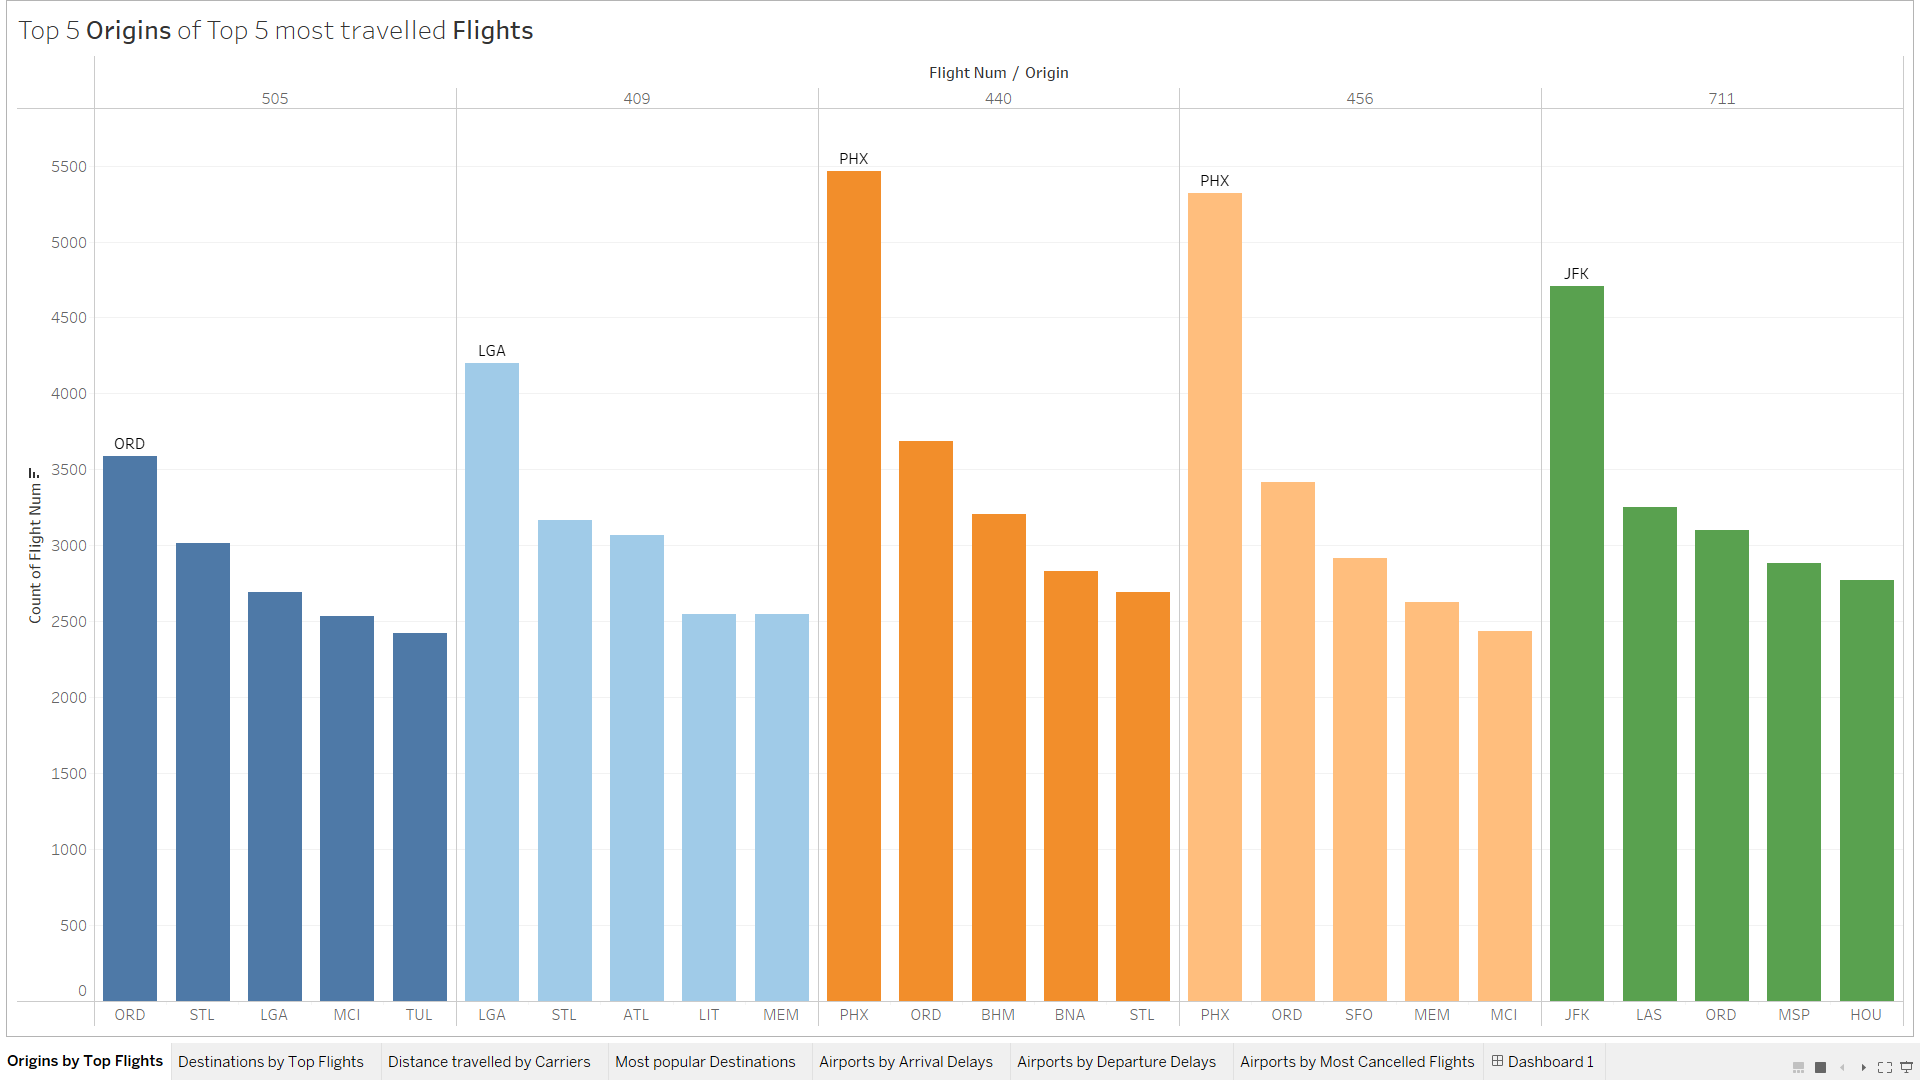 Top 5 Origins of Top 5 most travelled Flights
Flight Num / Origin
505 409 440 456 711
Count of Flight Num
5500
5000
4500
4000
3500
3000
2500
2000
1500
1000
500
0
PHX
PHX
JFK
LGA
ORD
ORD STL LGA MCI TUL LGA STL ATL LIT MEM PHX ORD BHM BNA STL PHX ORD SFO MEM MCI JFK LAS ORD MSP HOU
Origins by Top Flights Destinations by Top Flights Distance travelled by Carriers Most popular Destinations Airports by Arrival Delays Airports by Departure Delays Airports by Most Cancelled Flights Dashboard 1